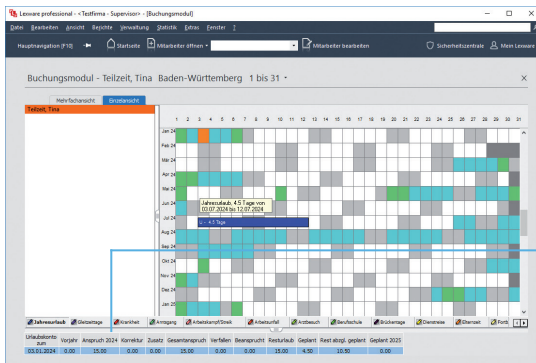 Lexware professional - <Testfirma - Supervisor> - [Buchungsmodul]
Datei Bearbeiten Ansicht Berichte Verwaltung Statistik Extras Fenster ?
Hauptnavigation [F10] Startseite Mitarbeiter öffnen Mitarbeiter bearbeiten Sicherheitszentrale Mein Lexware
Buchungsmodul - Teilzeit, Tina Baden-Württemberg 1 bis 31
Mehrfachansicht Einzelansicht
Teilzeit, Tina
1 2 3 4 5 6 7 8 9 10 11 12 13 14 15 16 17 18 19 20 21 22 23 24 25 26 27 28 29 30 31
Jan 24
Feb 24
Mär 24
Apr 24
Mai 24
Jun 24
Jahresurlaub, 4.5 Tage von
03.07.2024 bis 12.07.2024
Jul 24
U - 4.5 Tage
Aug 24
Sep 24
Okt 24
Nov 24
Dez 24
Jan 25
Jahresurlaub Gleitzeittage Krankheit Arztgang Arbeitskampf/Streik Arbeitsunfall Arztbesuch Berufsschule Brückentage Dienstreise Elternzeit Fortb
Urlaubskonto zum Vorjahr Anspruch 2024 Korrektur Zusatz Gesamtanspruch Verfallen Beansprucht Resturlaub Geplant Rest abzgl. geplant Geplant 2025
03.01.2024 0.00 15.00 0.00 0.00 15.00 0.00 0.00 15.00 4.50 10.50 0.00